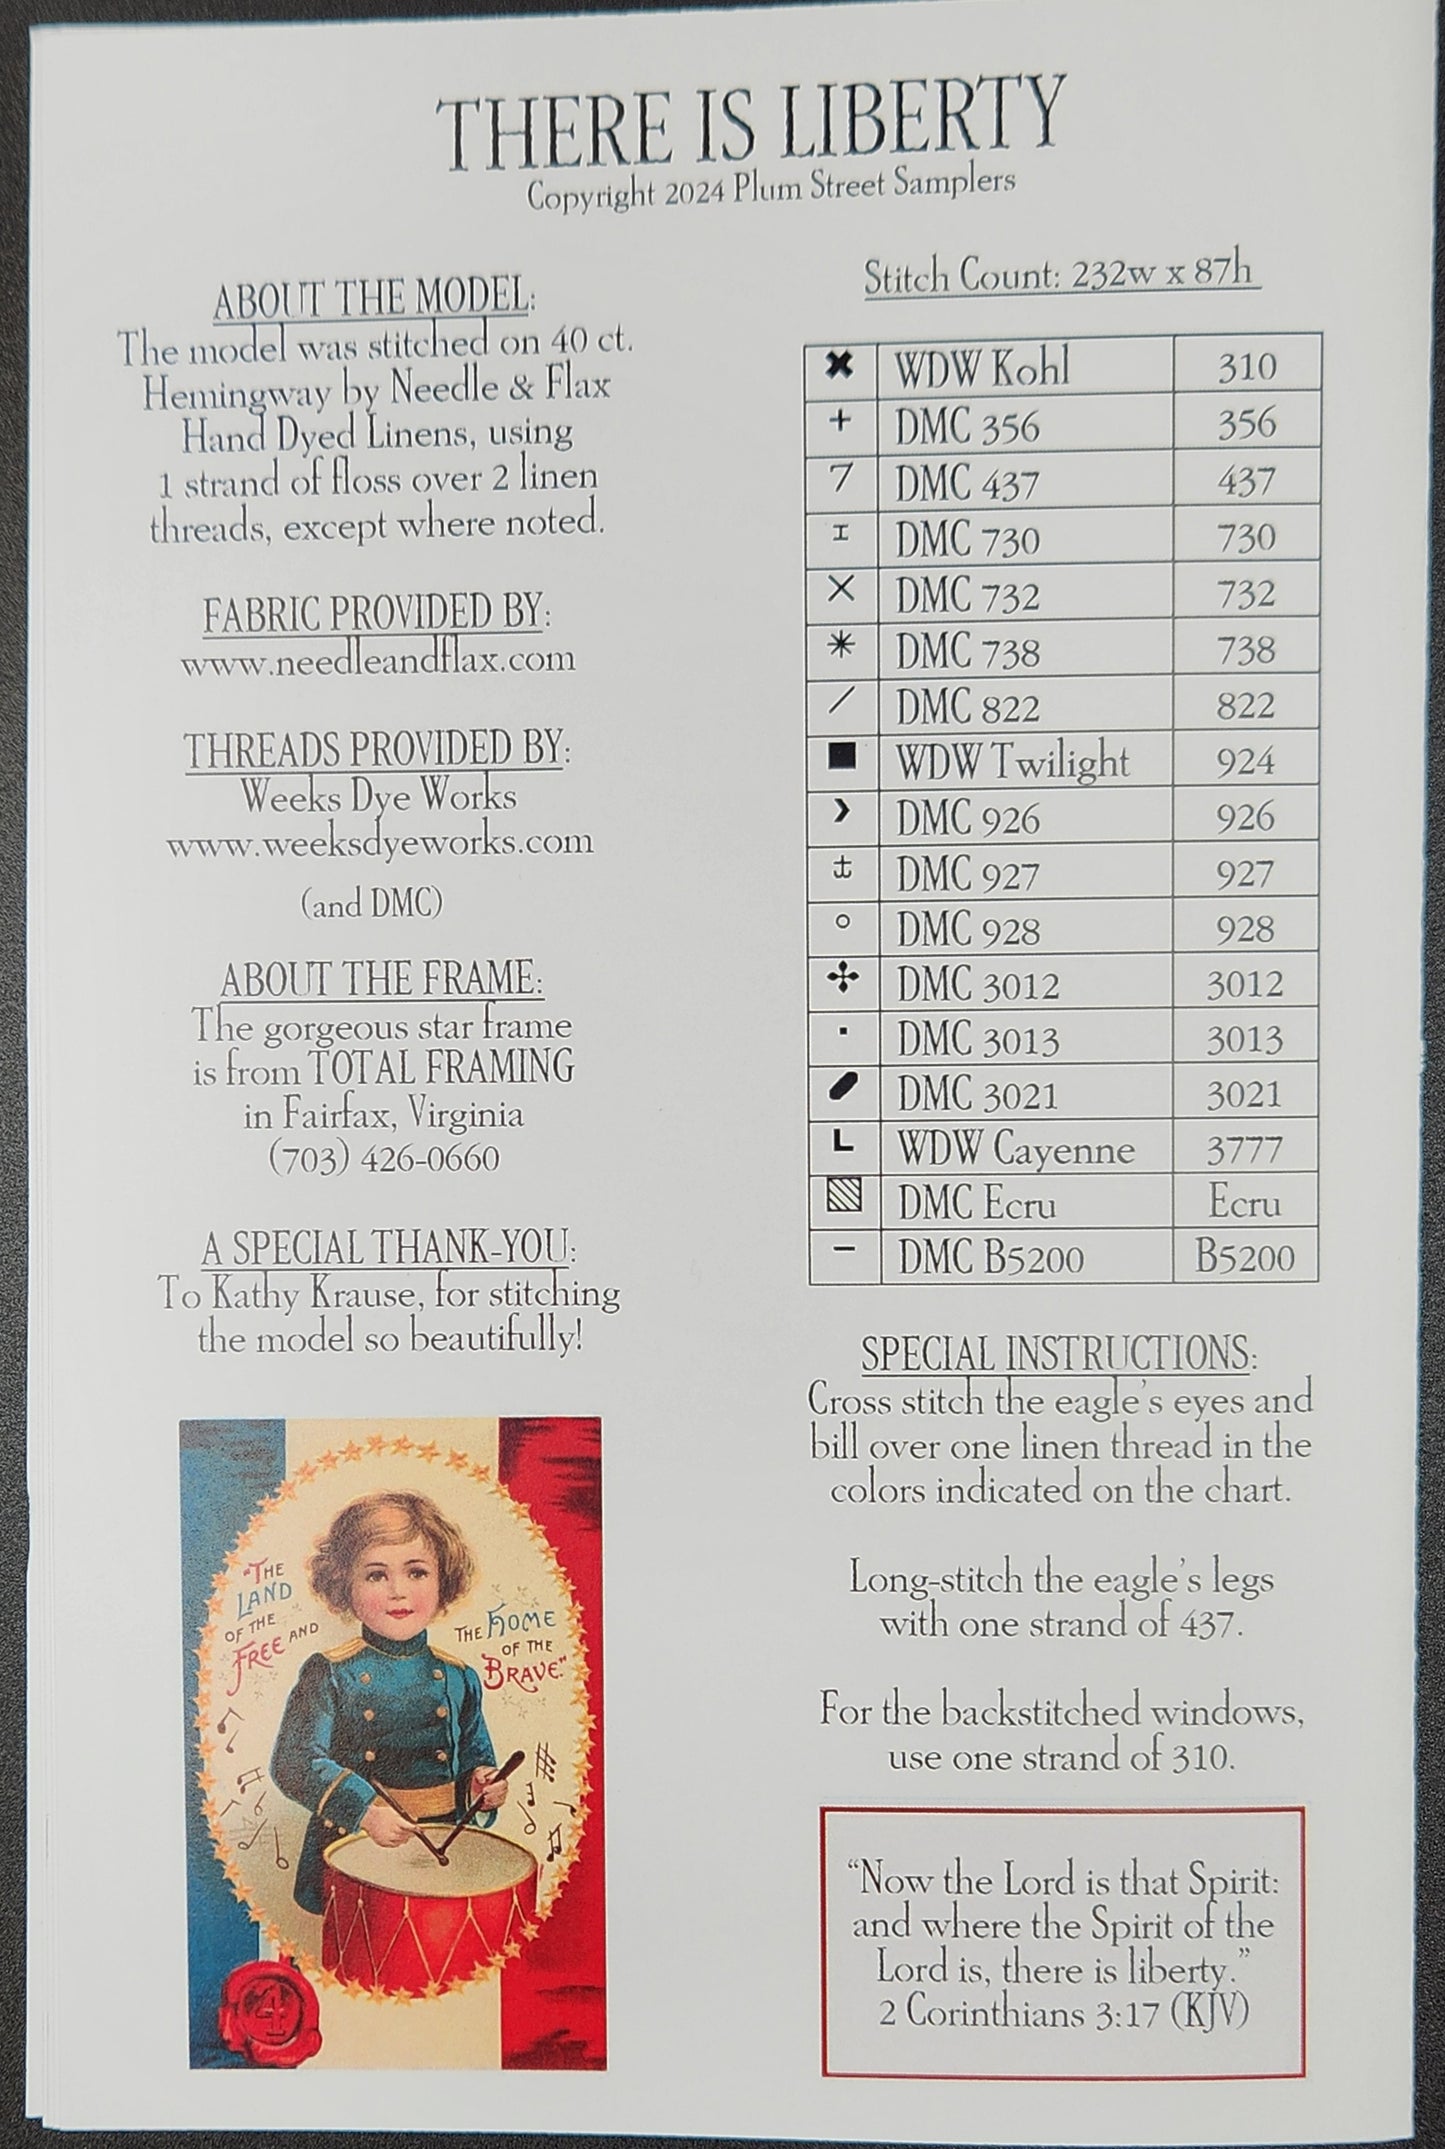 THERE IS LIBERTY
Copyright 2024 Plum Street Samplers
ABOUT THE MODEL:
The model was stitched on 40 ct.
Hemingway by Needle & Flax
Hand Dyed Linens, using
1 strand of floss over 2 linen
threads, except where noted.
FABRIC PROVIDED BY:
www.needleandflax.com
THREADS PROVIDED BY:
Weeks Dye Works
www.weeksdyeworks.com
(and DMC)
ABOUT THE FRAME:
The gorgeous star frame
is from TOTAL FRAMING
in Fairfax, Virginia
(703) 426-0660
A SPECIAL THANK-YOU:
To Kathy Krause, for stitching
the model so beautifully!
"THE
LAND
OF THE
FREE AND
THE HOME
OF THE
BRAVE."
4
Stitch Count: 232w x 87h
WDW Kohl 310
DMC 356 356
DMC 437 437
DMC 730 730
DMC 732 732
DMC 738 738
DMC 822 822
WDW Twilight 924
DMC 926 926
DMC 927 927
DMC 928 928
DMC 3012 3012
DMC 3013 3013
DMC 3021 3021
WDW Cayenne 3777
DMC Ecru Ecru
DMC B5200 B5200
SPECIAL INSTRUCTIONS:
Cross stitch the eagle's eyes and
bill over one linen thread in the
colors indicated on the chart.
Long-stitch the eagle's legs
with one strand of 437.
For the backstitched windows,
use one strand of 310.
"Now the Lord is that Spirit:
and where the Spirit of the
Lord is, there is liberty."
2 Corinthians 3:17 (KJV)